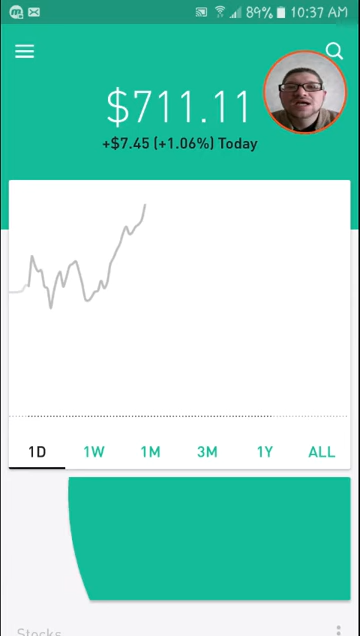 89% 10:37 AM
$711.11
+$7.45 (+1.06%) Today
1D 1W 1M 3M 1Y ALL
Stocks